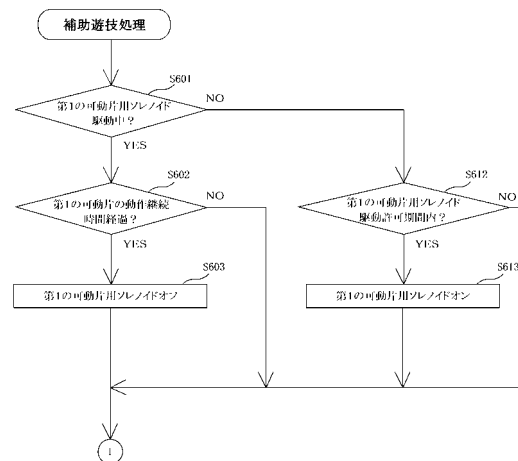 補助遊技処理
S601
第1の可動片用ソレノイド
駆動中？
NO
YES
S602
第1の可動片の動作継続
時間経過？
NO
YES
S612
第1の可動片用ソレノイド
駆動許可期間内？
NO
YES
S603
第1の可動片用ソレノイドオフ
S613
第1の可動片用ソレノイドオン
1